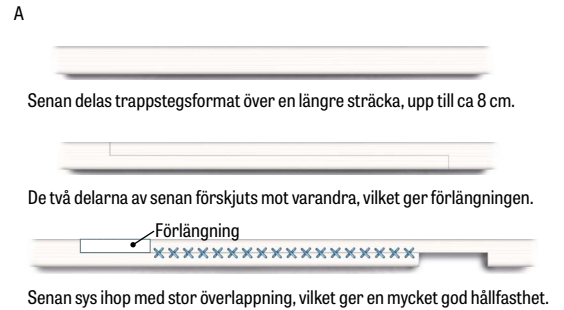 A
Senan delas trappstegsformat över en längre sträcka, upp till ca 8 cm.
De två delarna av senan förskjuts mot varandra, vilket ger förlängningen.
Förlängning
Senan sys ihop med stor överlappning, vilket ger en mycket god hållfasthet.